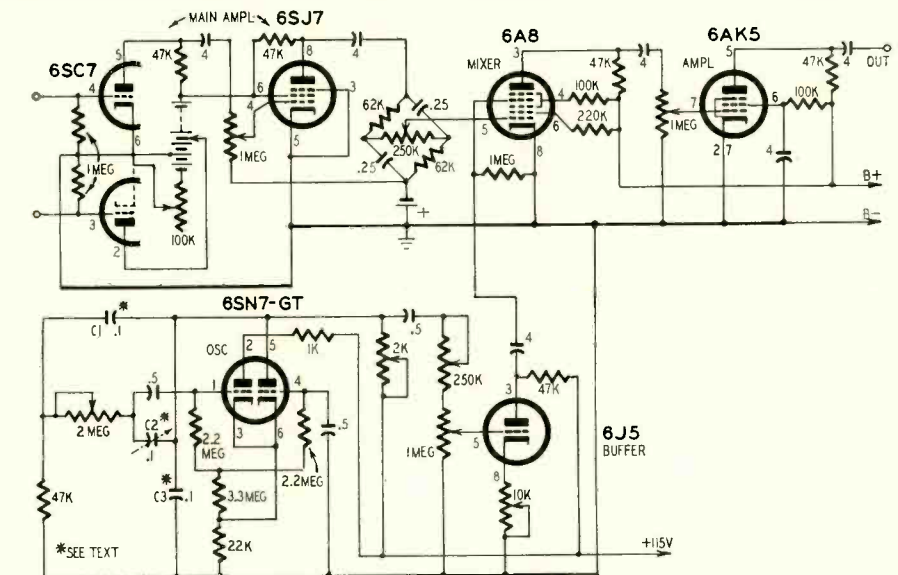 MAIN AMPL
6SJ7
6SC7
5
47K
4
47K
8
4
4
6
4
3
6
1MEG
5
1MEG
3
2
100K
62K
.25
250K
.25
62K
+
6A8
MIXER
3
47K
4
100K
4
5
6
220K
8
1MEG
6AK5
AMPL
5
47K
4
OUT
7
6
100K
1MEG
2 7
4
B+
B-
6SN7-GT
C1
*
.1
OSC
2
5
1K
.5
1
4
.5
2 MEG
C2
*
.1
2.2
MEG
3
6
2.2MEG
.5
C3
*
.1
3.3MEG
47K
22K
*SEE TEXT
2K
250K
1MEG
4
3
47K
5
6J5
BUFFER
8
10K
+115V